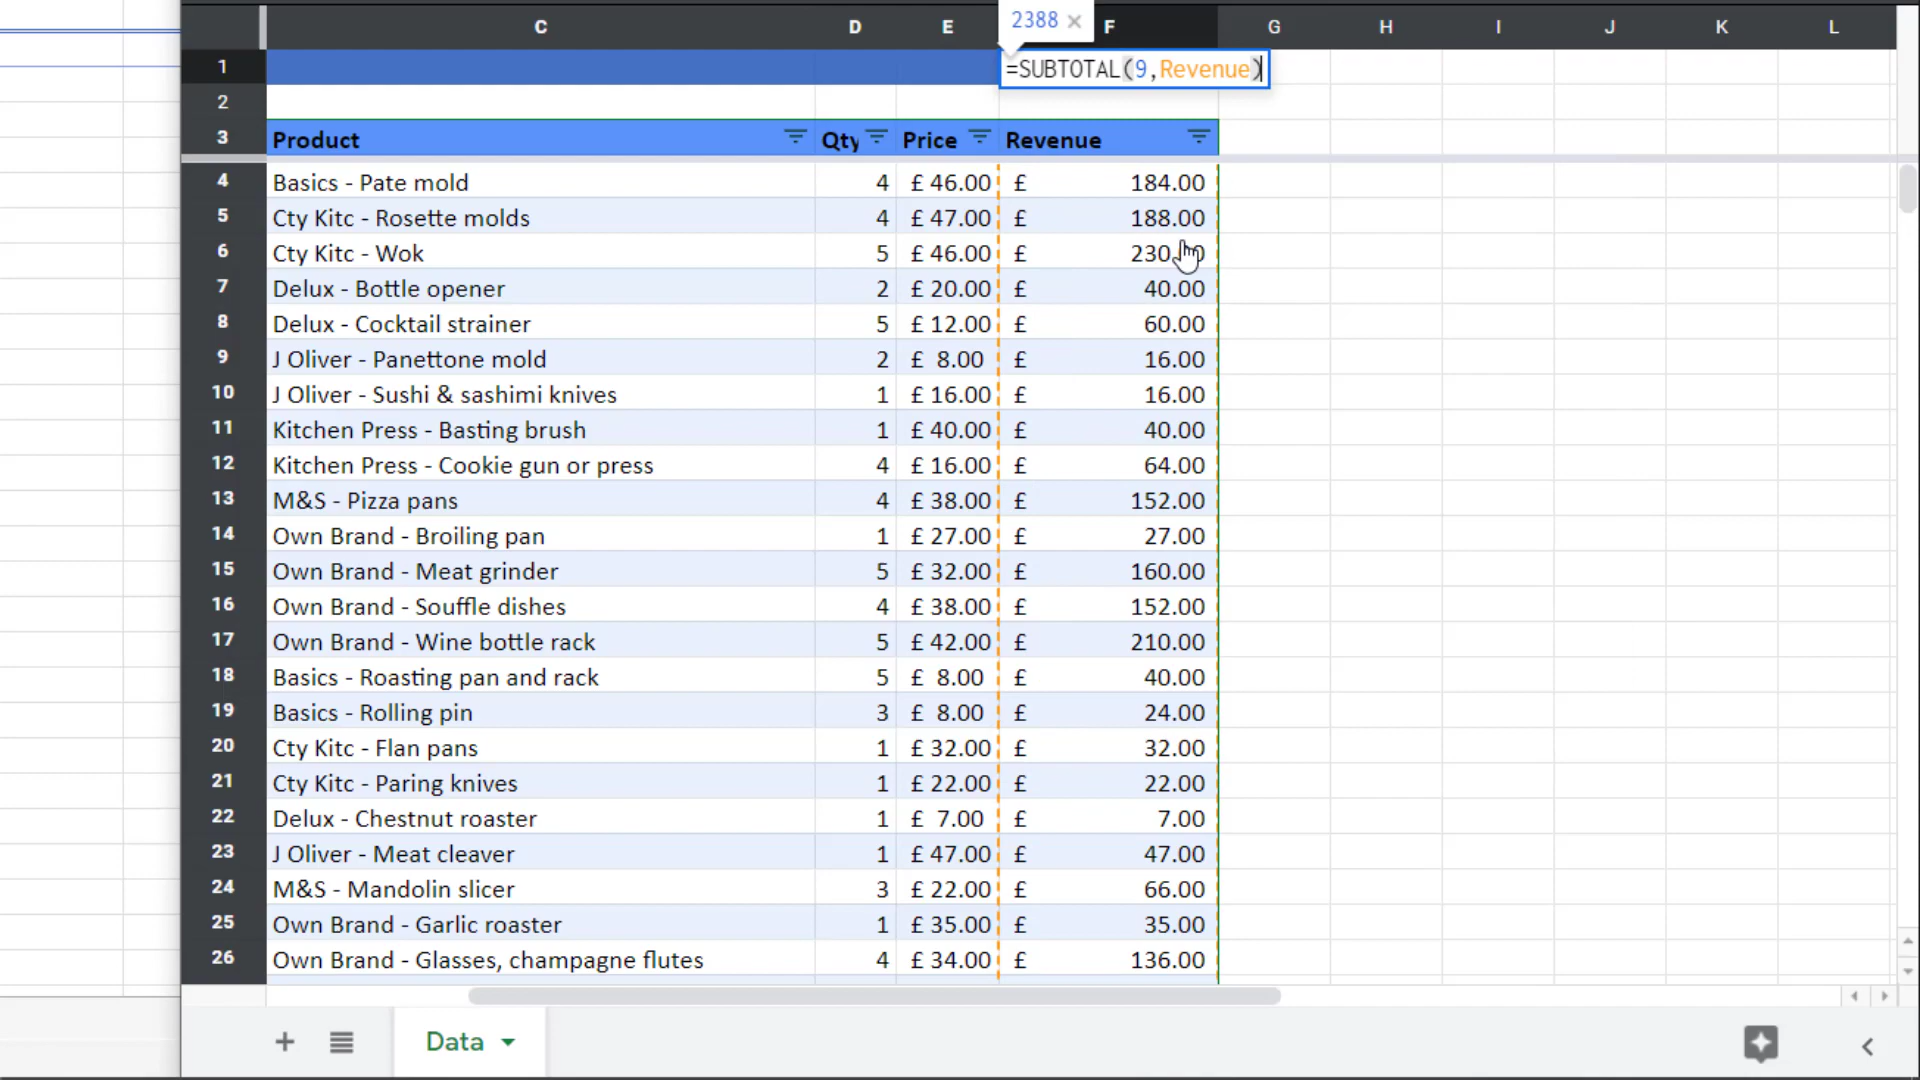 2388 ×
C D E F G H I J K L
1 =SUBTOTAL(9,Revenue)
2
3 Product Qty Price Revenue
4 Basics - Pate mold 4 £ 46.00 £ 184.00
5 Cty Kitc - Rosette molds 4 £ 47.00 £ 188.00
6 Cty Kitc - Wok 5 £ 46.00 £ 230.00
7 Delux - Bottle opener 2 £ 20.00 £ 40.00
8 Delux - Cocktail strainer 5 £ 12.00 £ 60.00
9 J Oliver - Panettone mold 2 £ 8.00 £ 16.00
10 J Oliver - Sushi & sashimi knives 1 £ 16.00 £ 16.00
11 Kitchen Press - Basting brush 1 £ 40.00 £ 40.00
12 Kitchen Press - Cookie gun or press 4 £ 16.00 £ 64.00
13 M&S - Pizza pans 4 £ 38.00 £ 152.00
14 Own Brand - Broiling pan 1 £ 27.00 £ 27.00
15 Own Brand - Meat grinder 5 £ 32.00 £ 160.00
16 Own Brand - Souffle dishes 4 £ 38.00 £ 152.00
17 Own Brand - Wine bottle rack 5 £ 42.00 £ 210.00
18 Basics - Roasting pan and rack 5 £ 8.00 £ 40.00
19 Basics - Rolling pin 3 £ 8.00 £ 24.00
20 Cty Kitc - Flan pans 1 £ 32.00 £ 32.00
21 Cty Kitc - Paring knives 1 £ 22.00 £ 22.00
22 Delux - Chestnut roaster 1 £ 7.00 £ 7.00
23 J Oliver - Meat cleaver 1 £ 47.00 £ 47.00
24 M&S - Mandolin slicer 3 £ 22.00 £ 66.00
25 Own Brand - Garlic roaster 1 £ 35.00 £ 35.00
26 Own Brand - Glasses, champagne flutes 4 £ 34.00 £ 136.00
Data